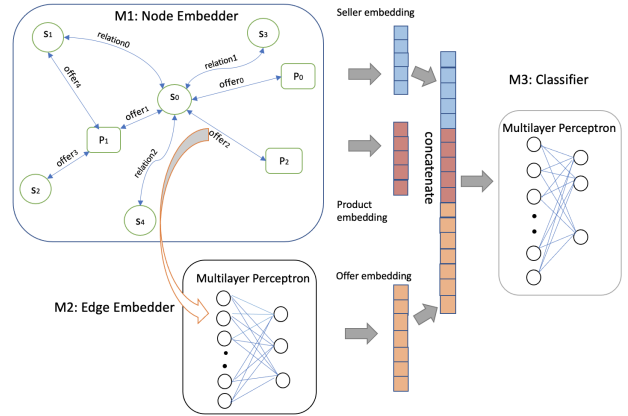 M1: Node Embedder
S1
relation0
S3
relation1
offer4
S0
offer0
P0
offer1
P1
offer2
offer3
relation2
P2
S2
S4
M2: Edge Embedder
Multilayer Perceptron
Seller embedding
Product
embedding
Offer embedding
concatenate
M3: Classifier
Multilayer Perceptron